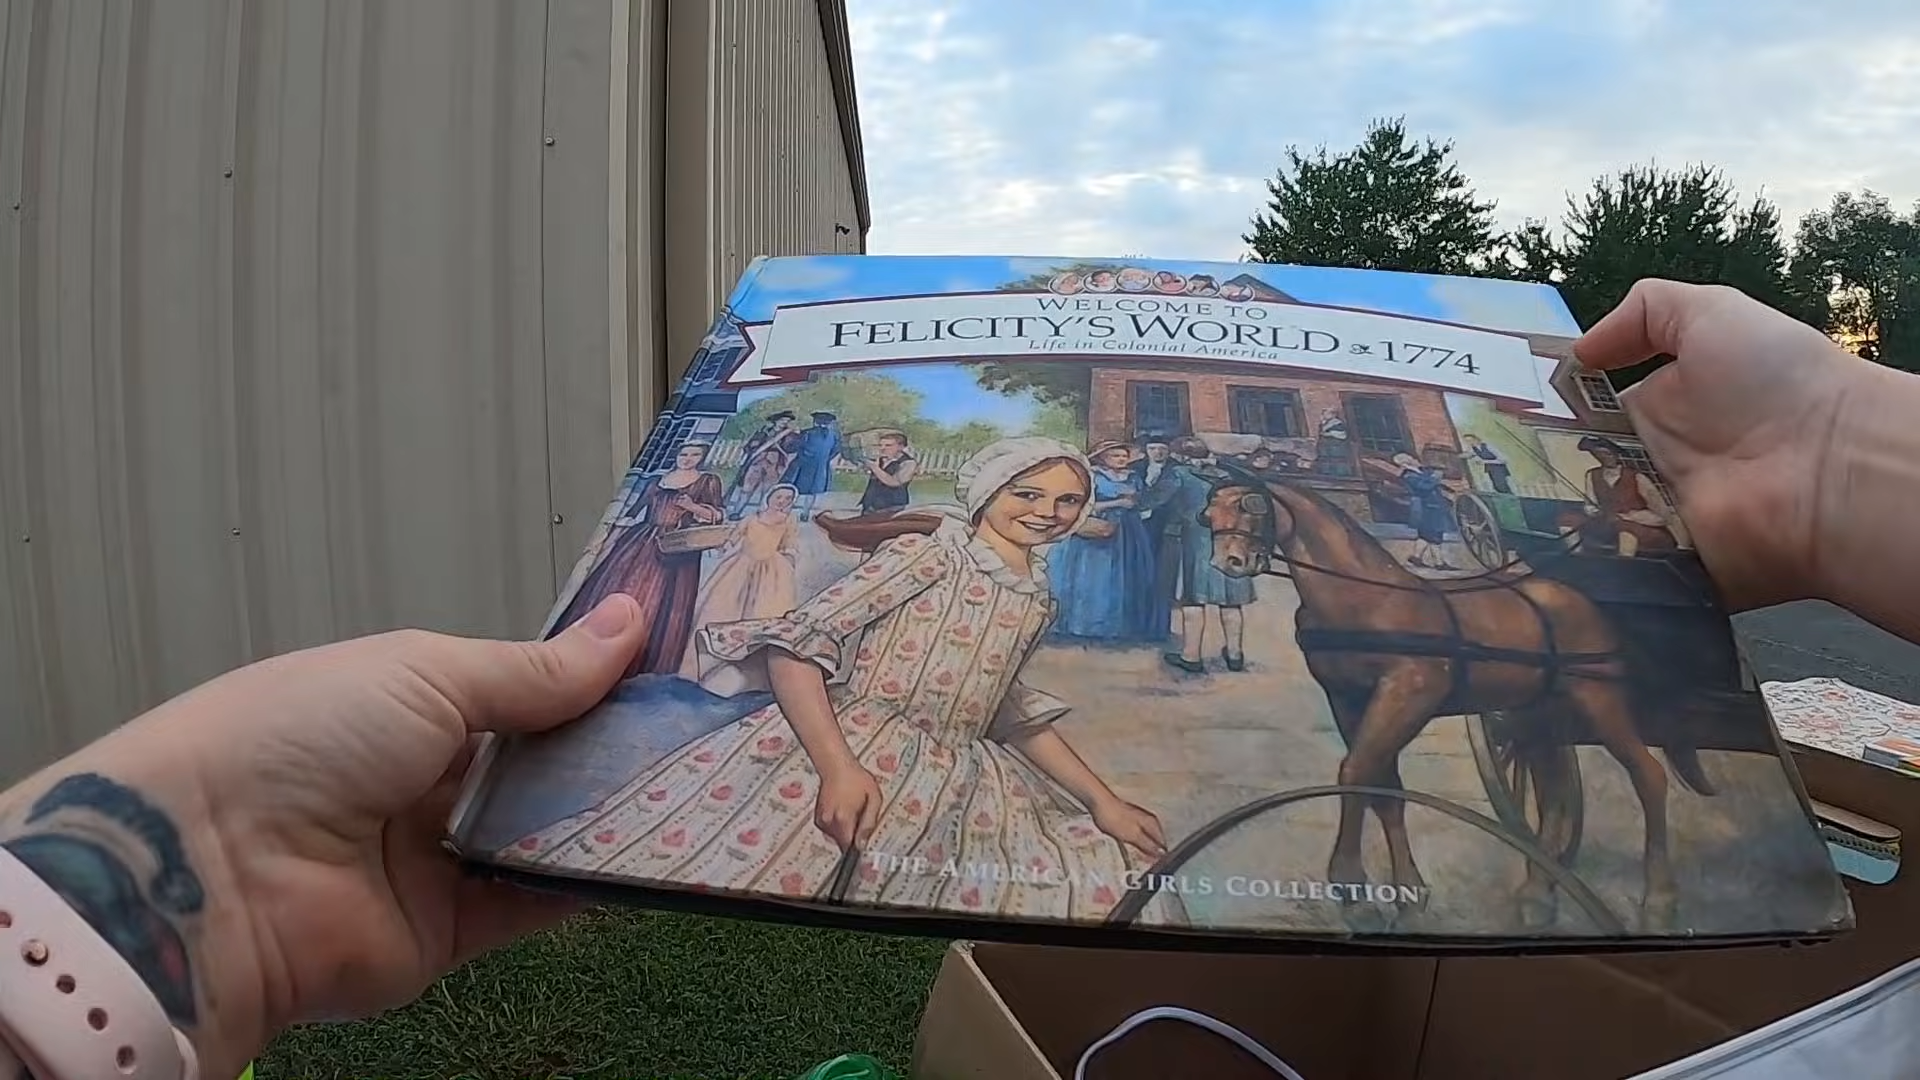 WELCOME TO
FELICITY'S WORLD 1774
Life in Colonial America
THE AMERICAN GIRLS COLLECTION